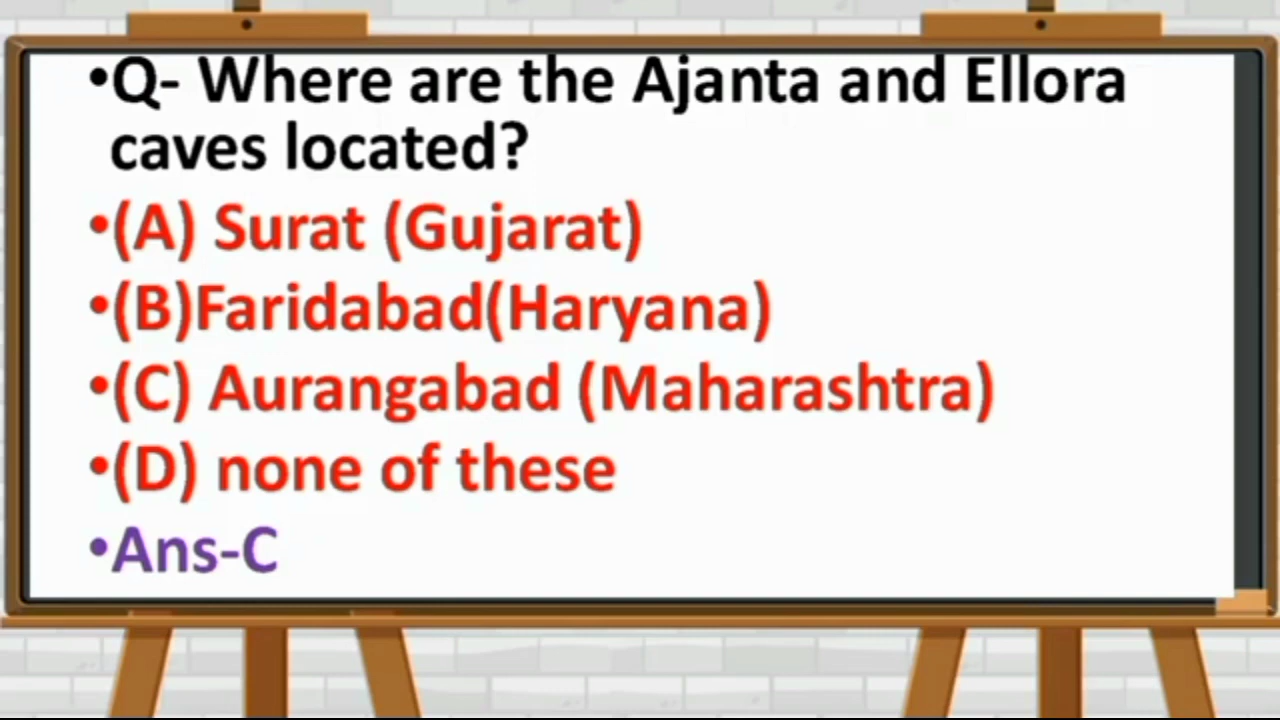 •Q- Where are the Ajanta and Ellora
caves located?
•(A) Surat (Gujarat)
•(B)Faridabad(Haryana)
•(C) Aurangabad (Maharashtra)
•(D) none of these
•Ans-C